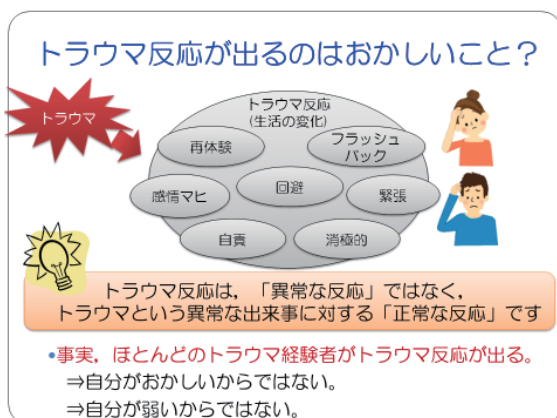 トラウマ反応が出るのはおかしいこと？
トラウマ
トラウマ反応
(生活の変化)
再体験
フラッシュ
バック
感情マヒ
回避
緊張
自責
消極的
トラウマ反応は，「異常な反応」ではなく，
トラウマという異常な出来事に対する「正常な反応」です
•事実，ほとんどのトラウマ経験者がトラウマ反応が出る。
⇒自分がおかしいからではない。
⇒自分が弱いからではない。